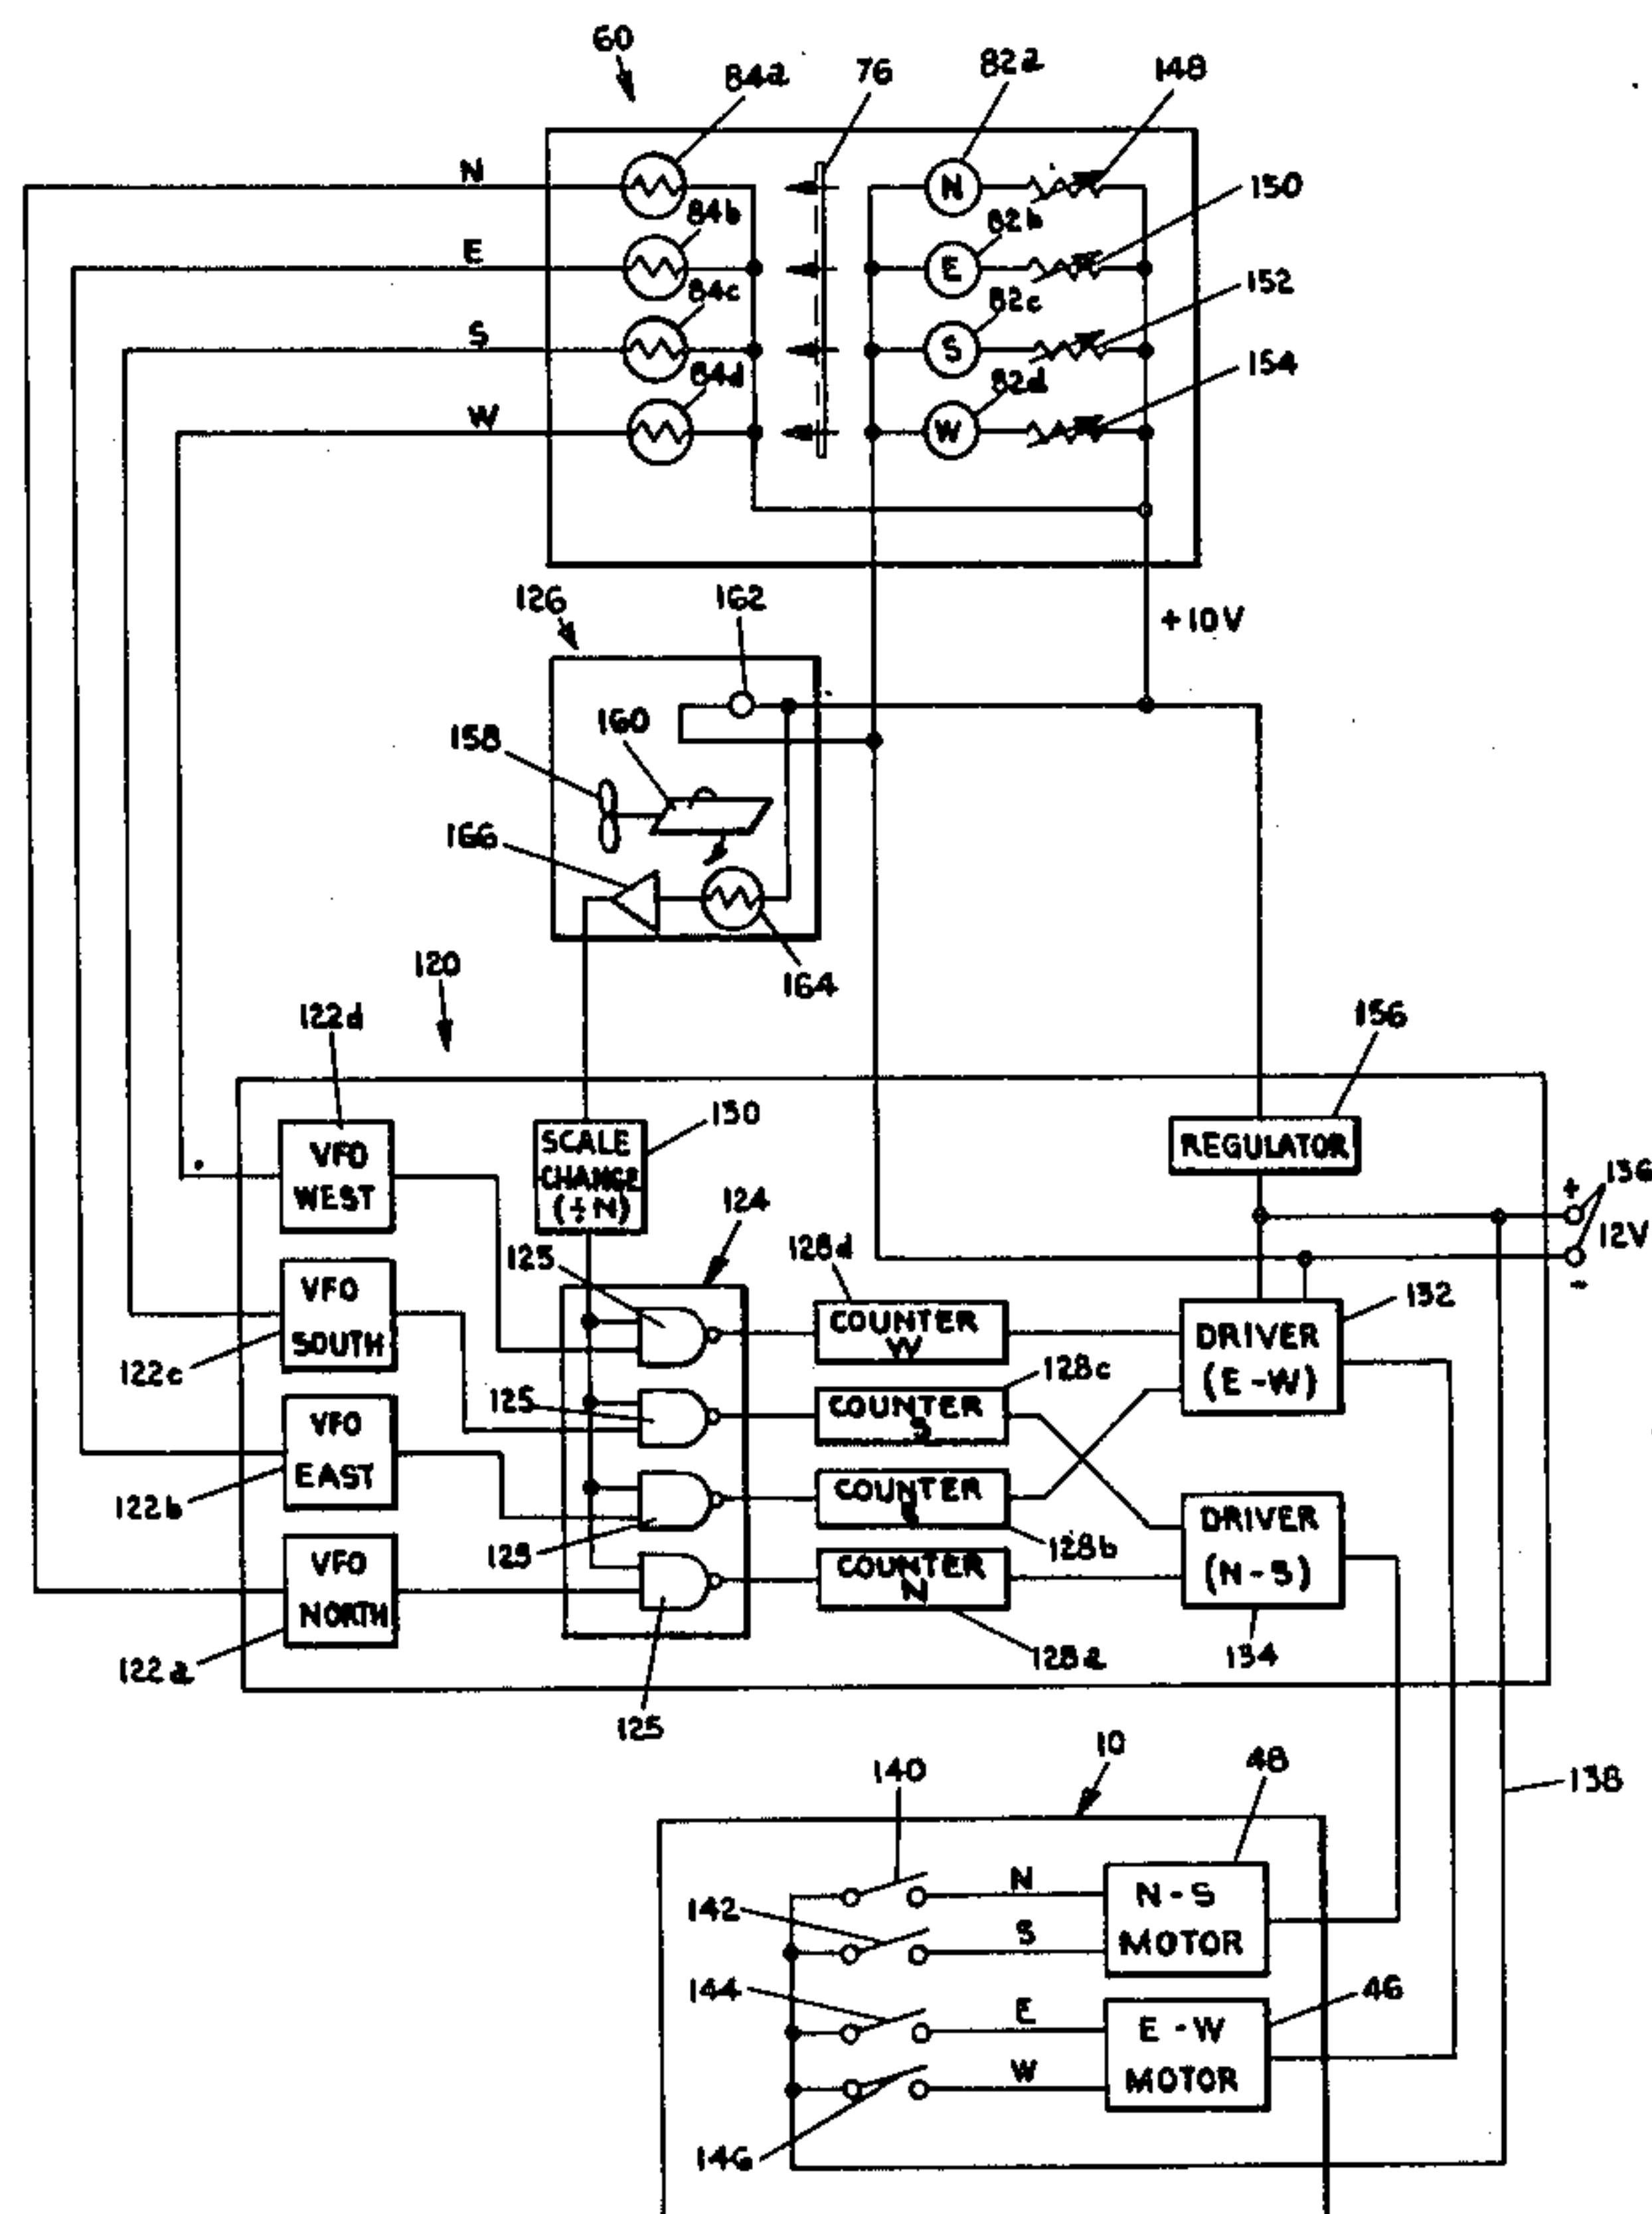 60
84a
76
82a
148
N
N
84b
82b
150
E
E
84c
82c
152
S
S
84d
82d
154
W
W
+10V
126
162
160
158
166
164
120
122d
156
VFO
WEST
SCALE
CHANGE
(÷N)
130
REGULATOR
136
+
12V
-
124
125
128d
VFO
SOUTH
122c
COUNTER
W
DRIVER
(E-W)
132
125
128c
COUNTER
S
VFO
EAST
122b
COUNTER
128b
125
DRIVER
(N-S)
134
VFO
NORTH
122a
COUNTER
N
128a
125
10
140
48
138
N
N-S
MOTOR
142
S
144
E
E-W
MOTOR
46
W
146